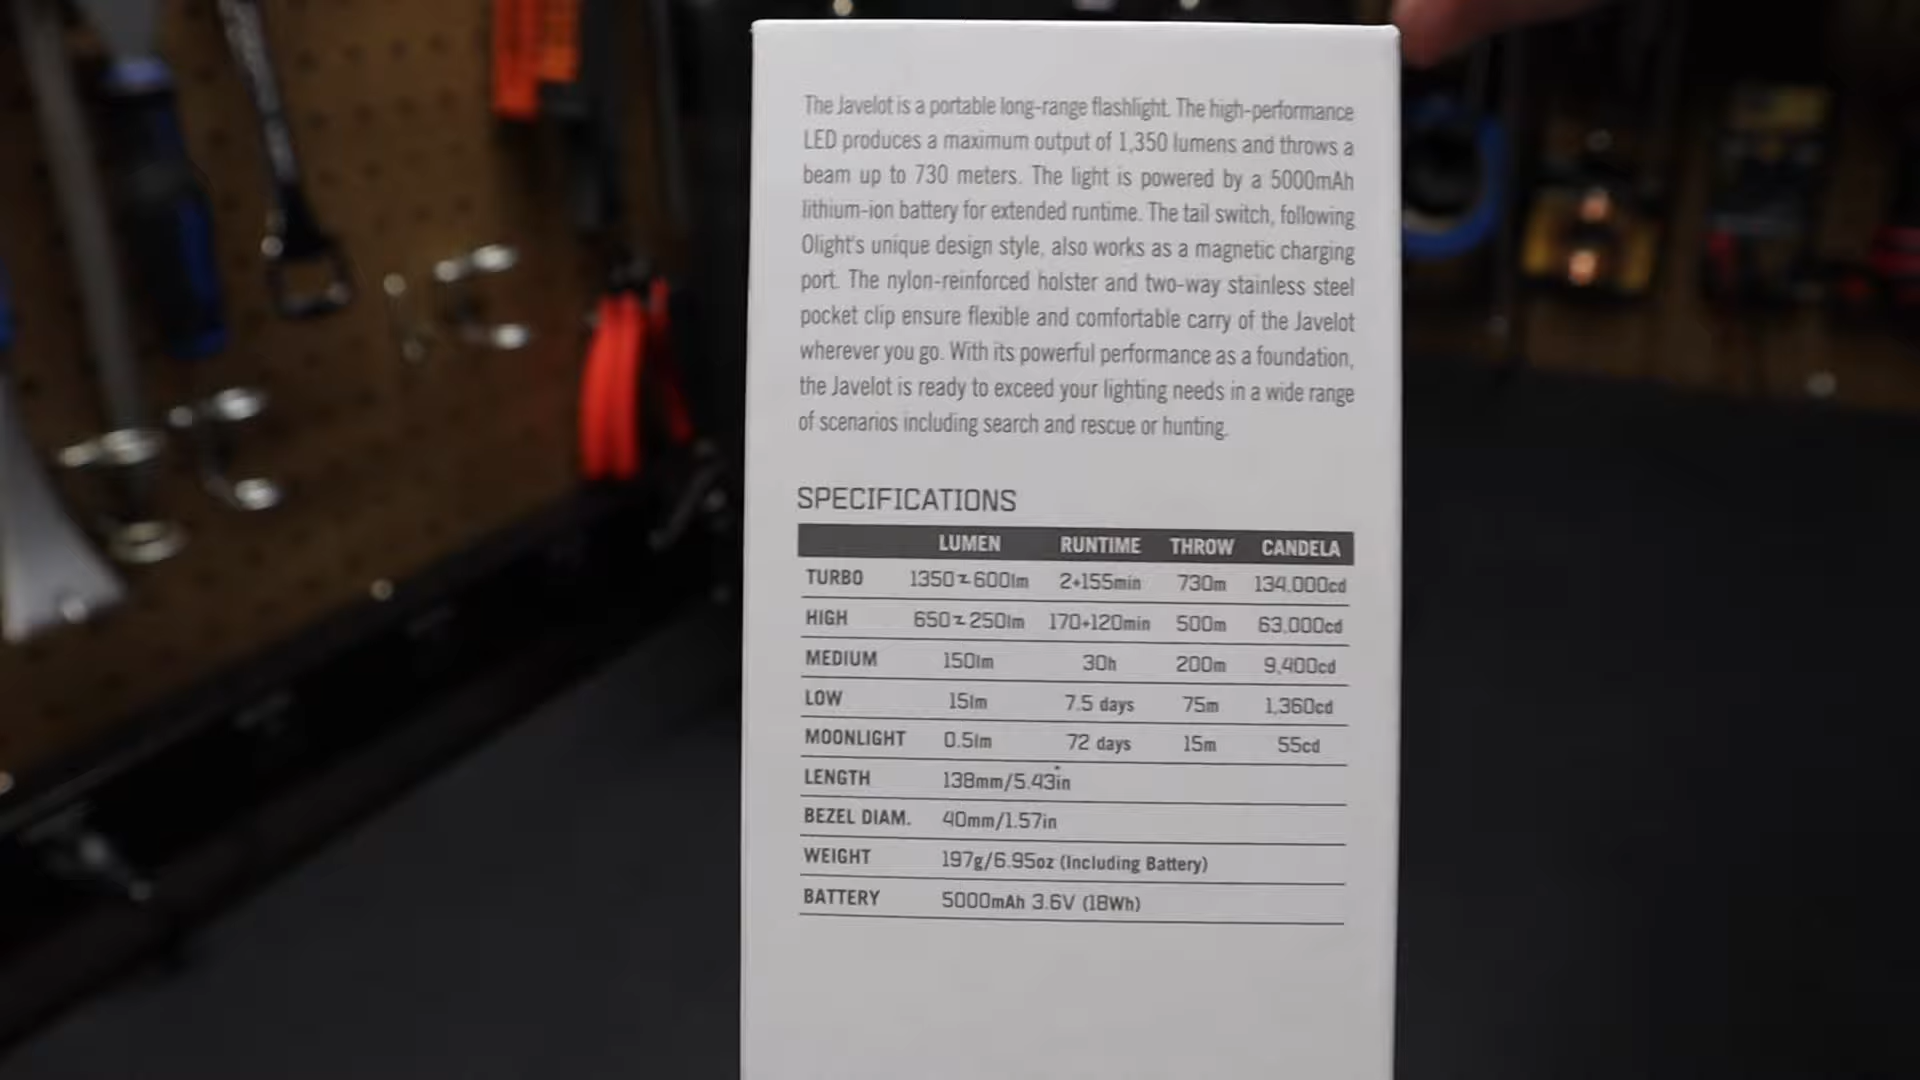 The Javelot is a portable long-range flashlight. The high-performance
LED produces a maximum output of 1,350 lumens and throws a
beam up to 730 meters. The light is powered by a 5000mAh
lithium-ion battery for extended runtime. The tail switch, following
Olight's unique design style, also works as a magnetic charging
port. The nylon-reinforced holster and two-way stainless steel
pocket clip ensure flexible and comfortable carry of the Javelot
wherever you go. With its powerful performance as a foundation,
the Javelot is ready to exceed your lighting needs in a wide range
of scenarios including search and rescue or hunting.
SPECIFICATIONS
LUMEN RUNTIME THROW CANDELA
TURBO 1350~600lm 2+155min 730m 134,000cd
HIGH 650~250lm 170+120min 500m 63,000cd
MEDIUM 150lm 30h 200m 9,400cd
LOW 15lm 7.5 days 75m 1,360cd
MOONLIGHT 0.5lm 72 days 15m 55cd
LENGTH 138mm/5.43in
BEZEL DIAM. 40mm/1.57in
WEIGHT 197g/6.95oz (Including Battery)
BATTERY 5000mAh 3.6V (18Wh)